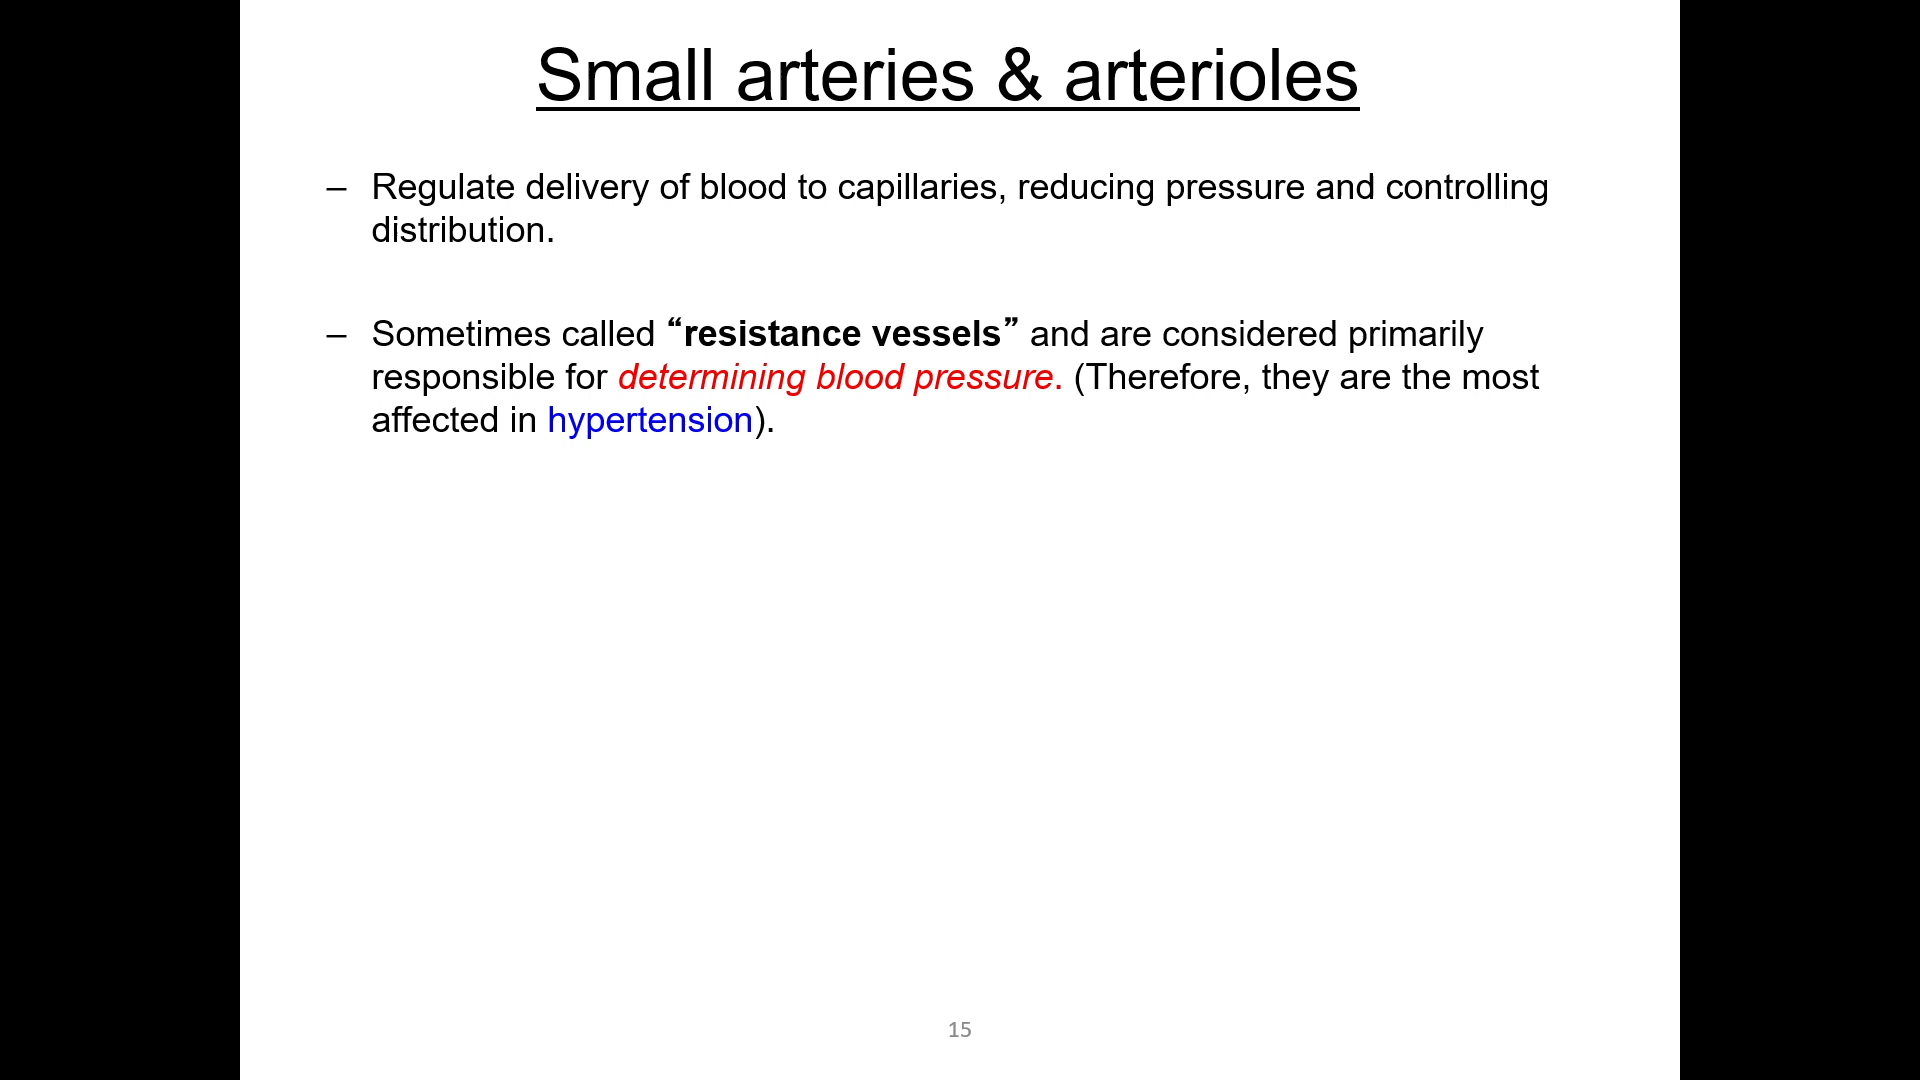 Small arteries & arterioles
– Regulate delivery of blood to capillaries, reducing pressure and controlling
distribution.
– Sometimes called “resistance vessels” and are considered primarily
responsible for determining blood pressure. (Therefore, they are the most
affected in hypertension).
15